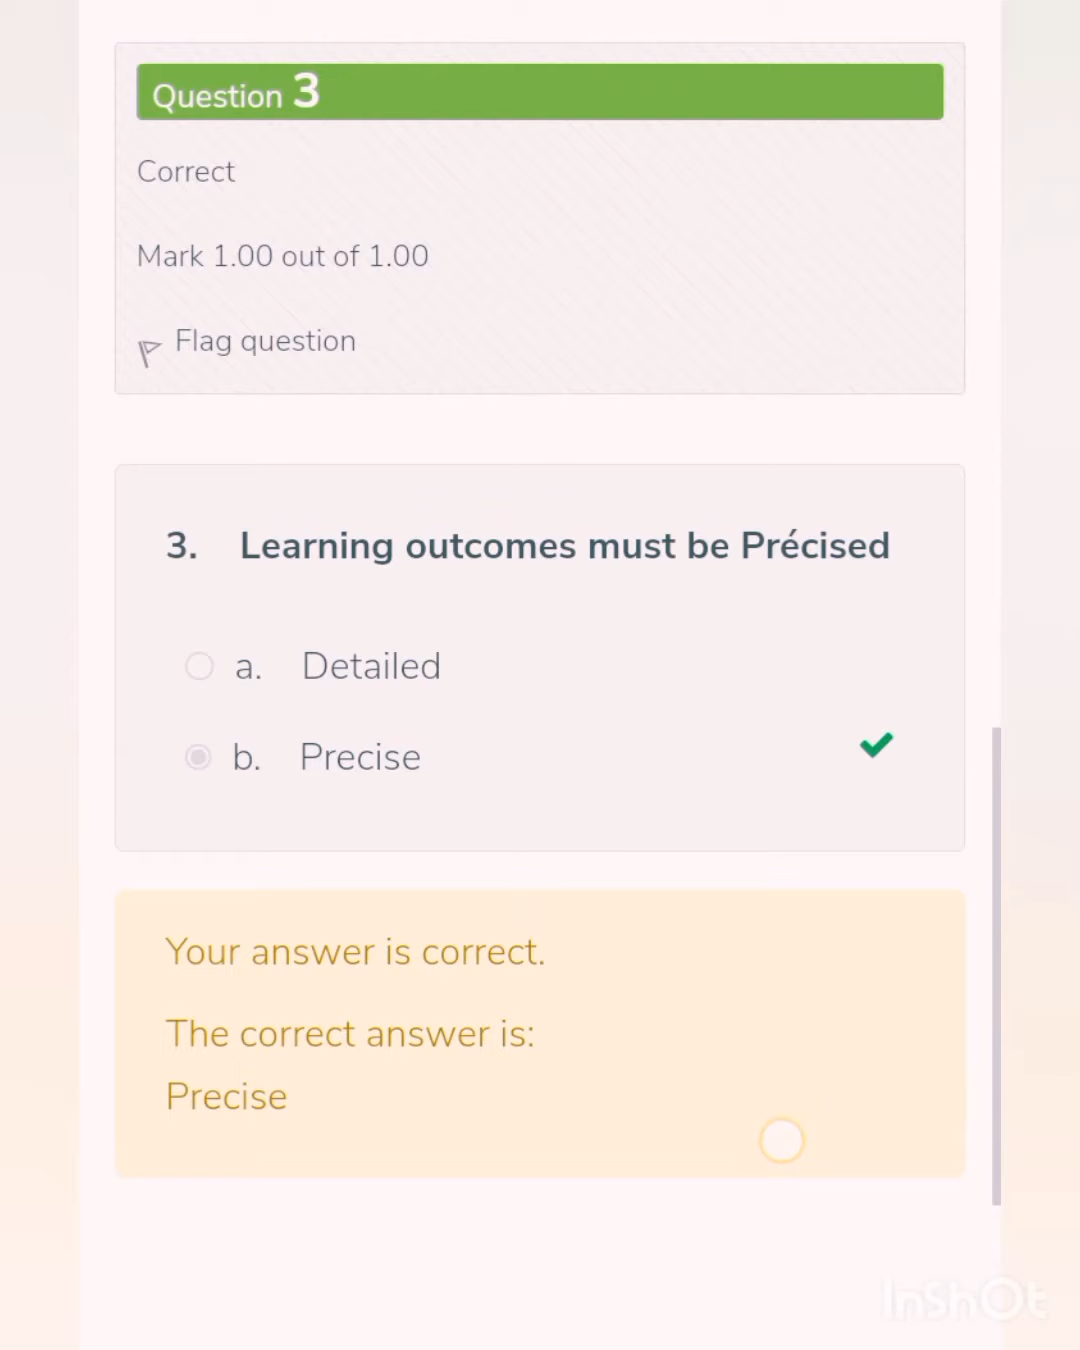 Question 3
Correct
Mark 1.00 out of 1.00
Flag question
3. Learning outcomes must be Précised
a. Detailed
b. Precise
Your answer is correct.
The correct answer is:
Precise
InShOt